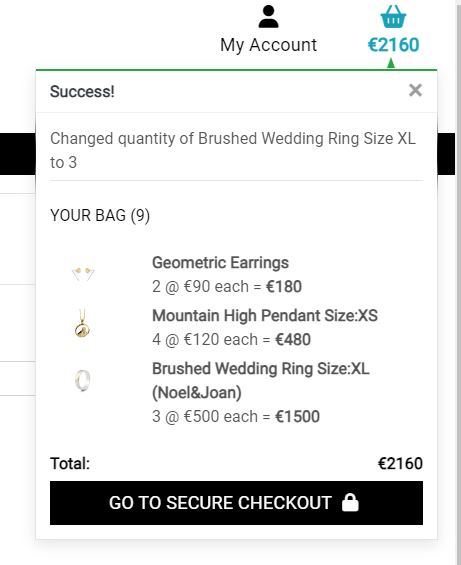 My Account
€2160
Success!
×
Changed quantity of Brushed Wedding Ring Size XL
to 3
YOUR BAG (9)
Geometric Earrings
2 @ €90 each = €180
Mountain High Pendant Size:XS
4 @ €120 each = €480
Brushed Wedding Ring Size:XL
(Noel&Joan)
3 @ €500 each = €1500
Total: €2160
GO TO SECURE CHECKOUT